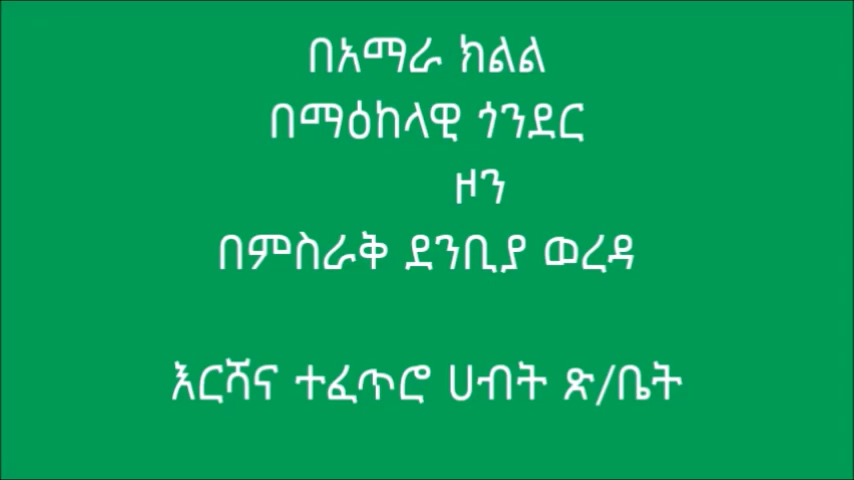 በአማራ ክልል
በማዕከላዊ ጎንደር
ዞን
በምስራቅ ደንቢያ ወረዳ
እርሻና ተፈጥሮ ሀብት ጽ/ቤት